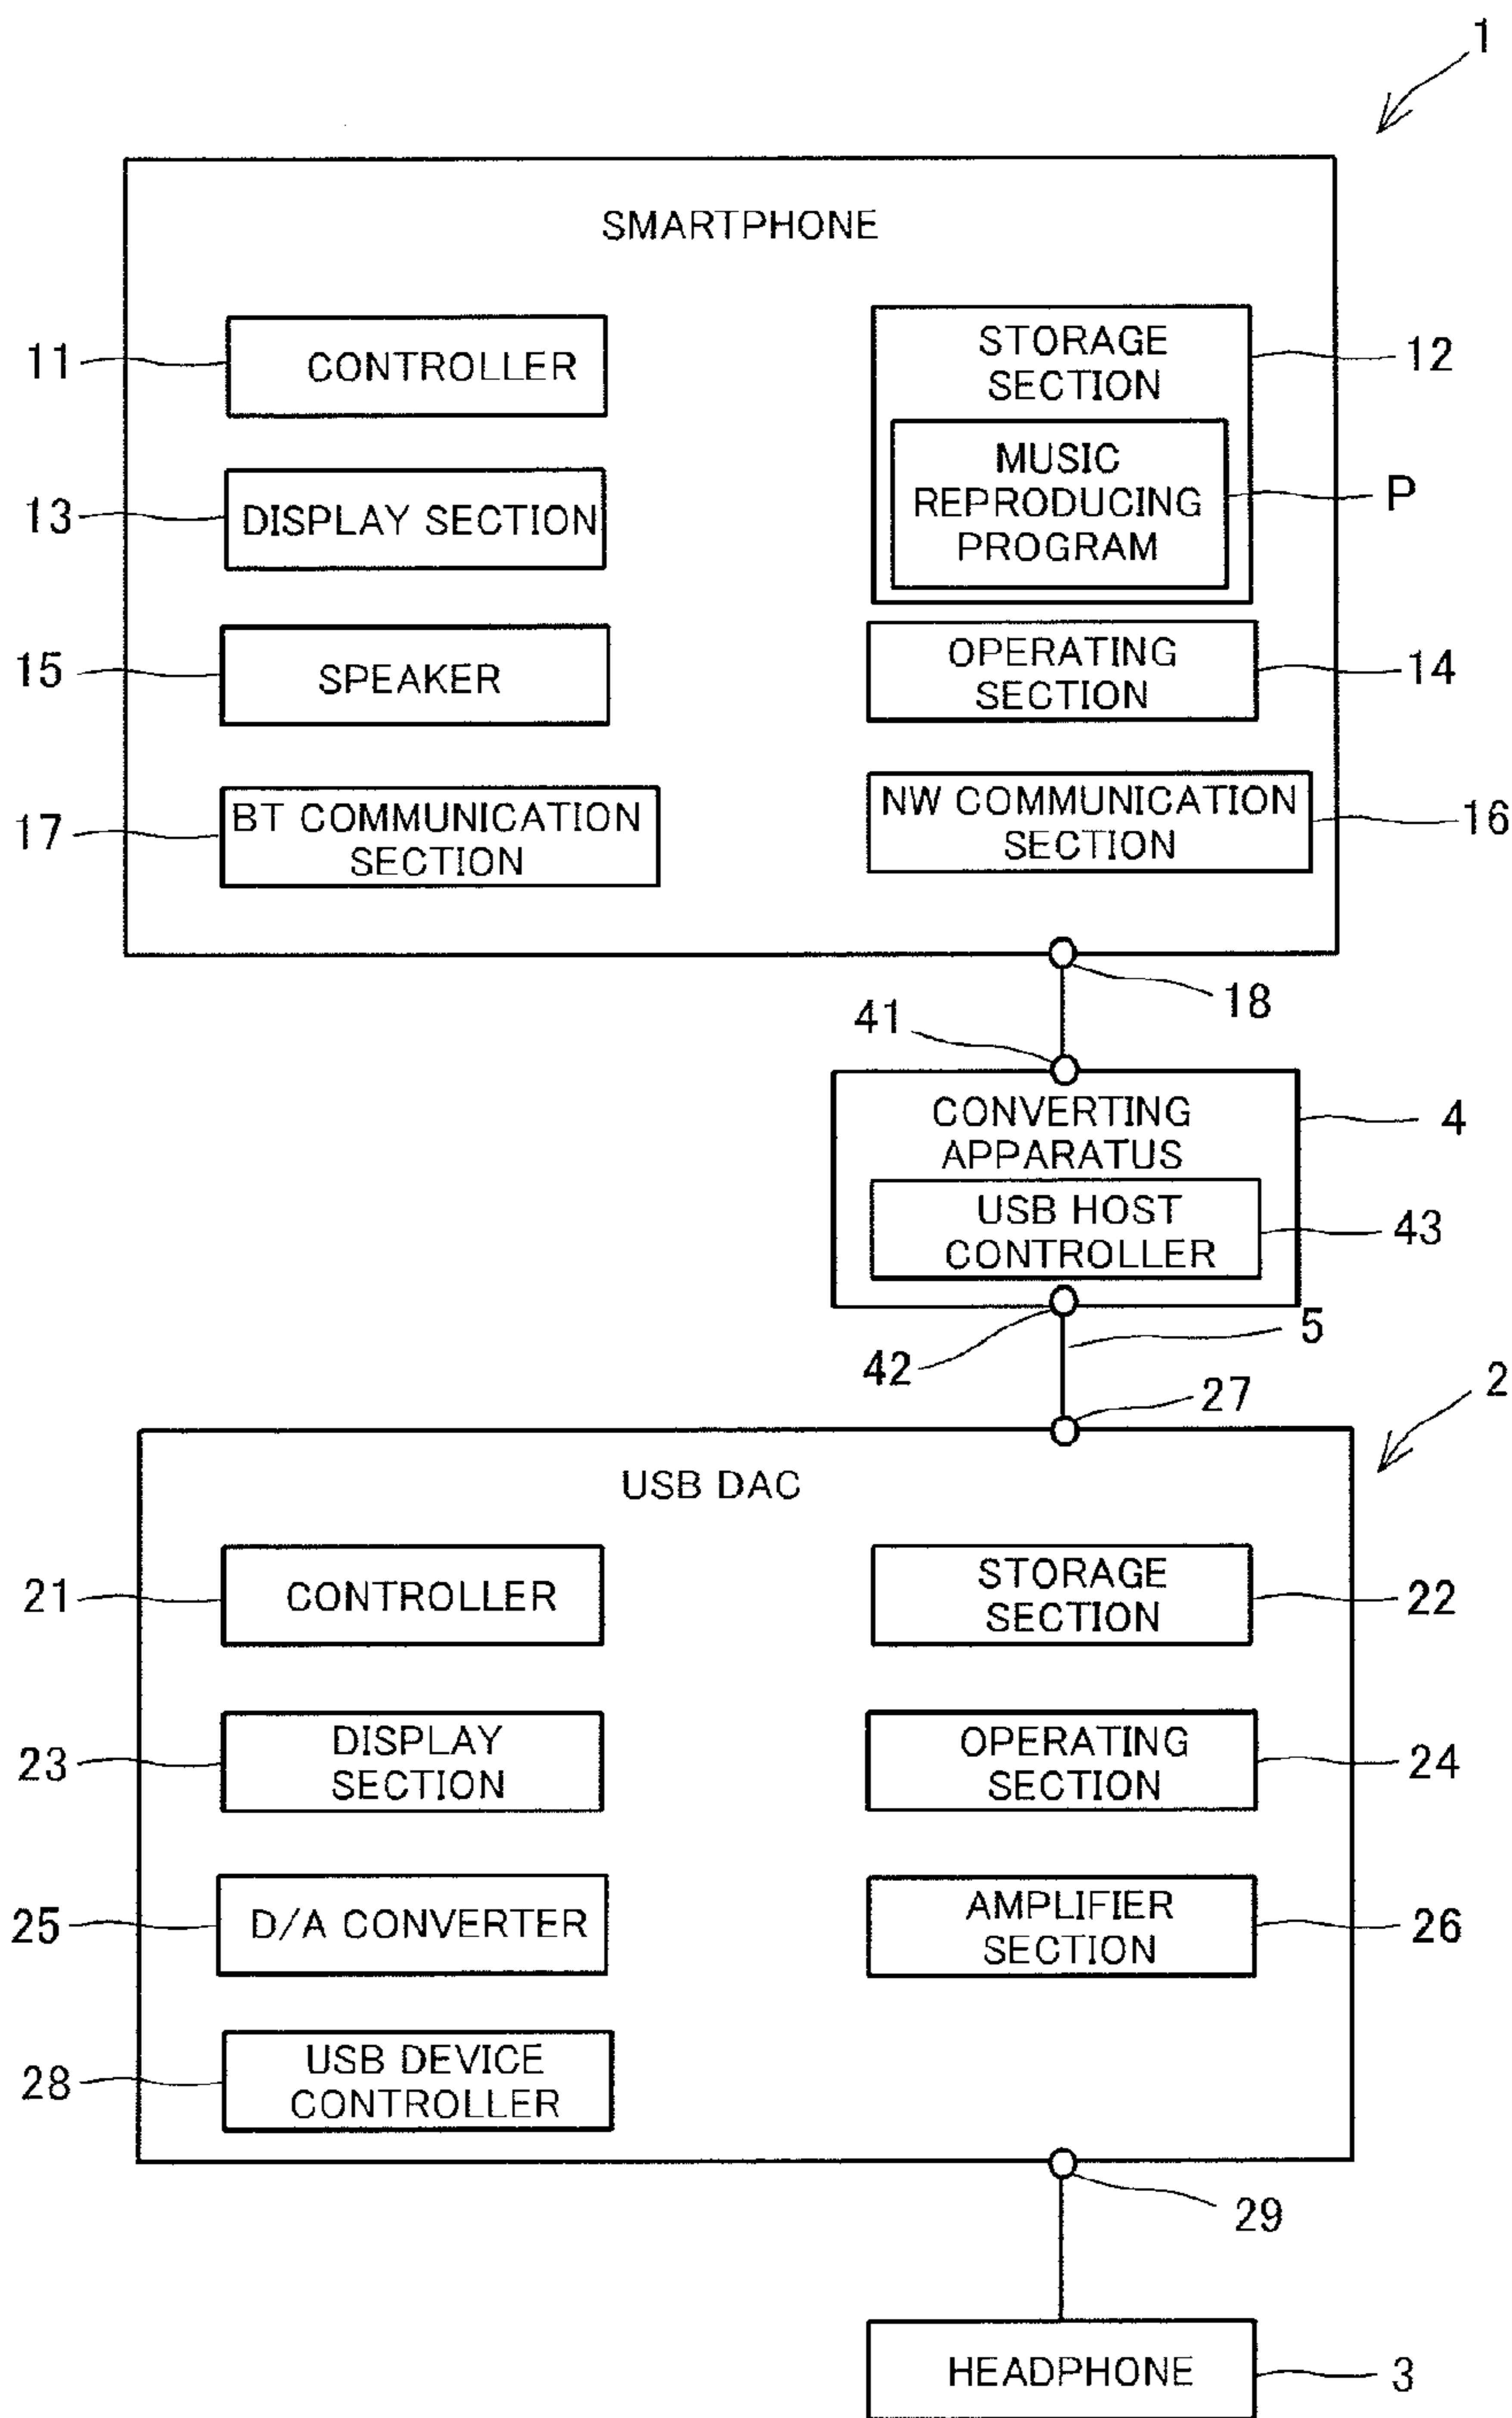 1
SMARTPHONE
11
CONTROLLER
STORAGE
SECTION
12
MUSIC
REPRODUCING
PROGRAM
P
13
DISPLAY SECTION
15
SPEAKER
OPERATING
SECTION
14
17
BT COMMUNICATION
SECTION
NW COMMUNICATION
SECTION
16
18
41
CONVERTING
APPARATUS
4
USB HOST
CONTROLLER
43
42
5
27
2
USB DAC
21
CONTROLLER
STORAGE
SECTION
22
23
DISPLAY
SECTION
OPERATING
SECTION
24
25
D/A CONVERTER
AMPLIFIER
SECTION
26
28
USB DEVICE
CONTROLLER
29
HEADPHONE
3